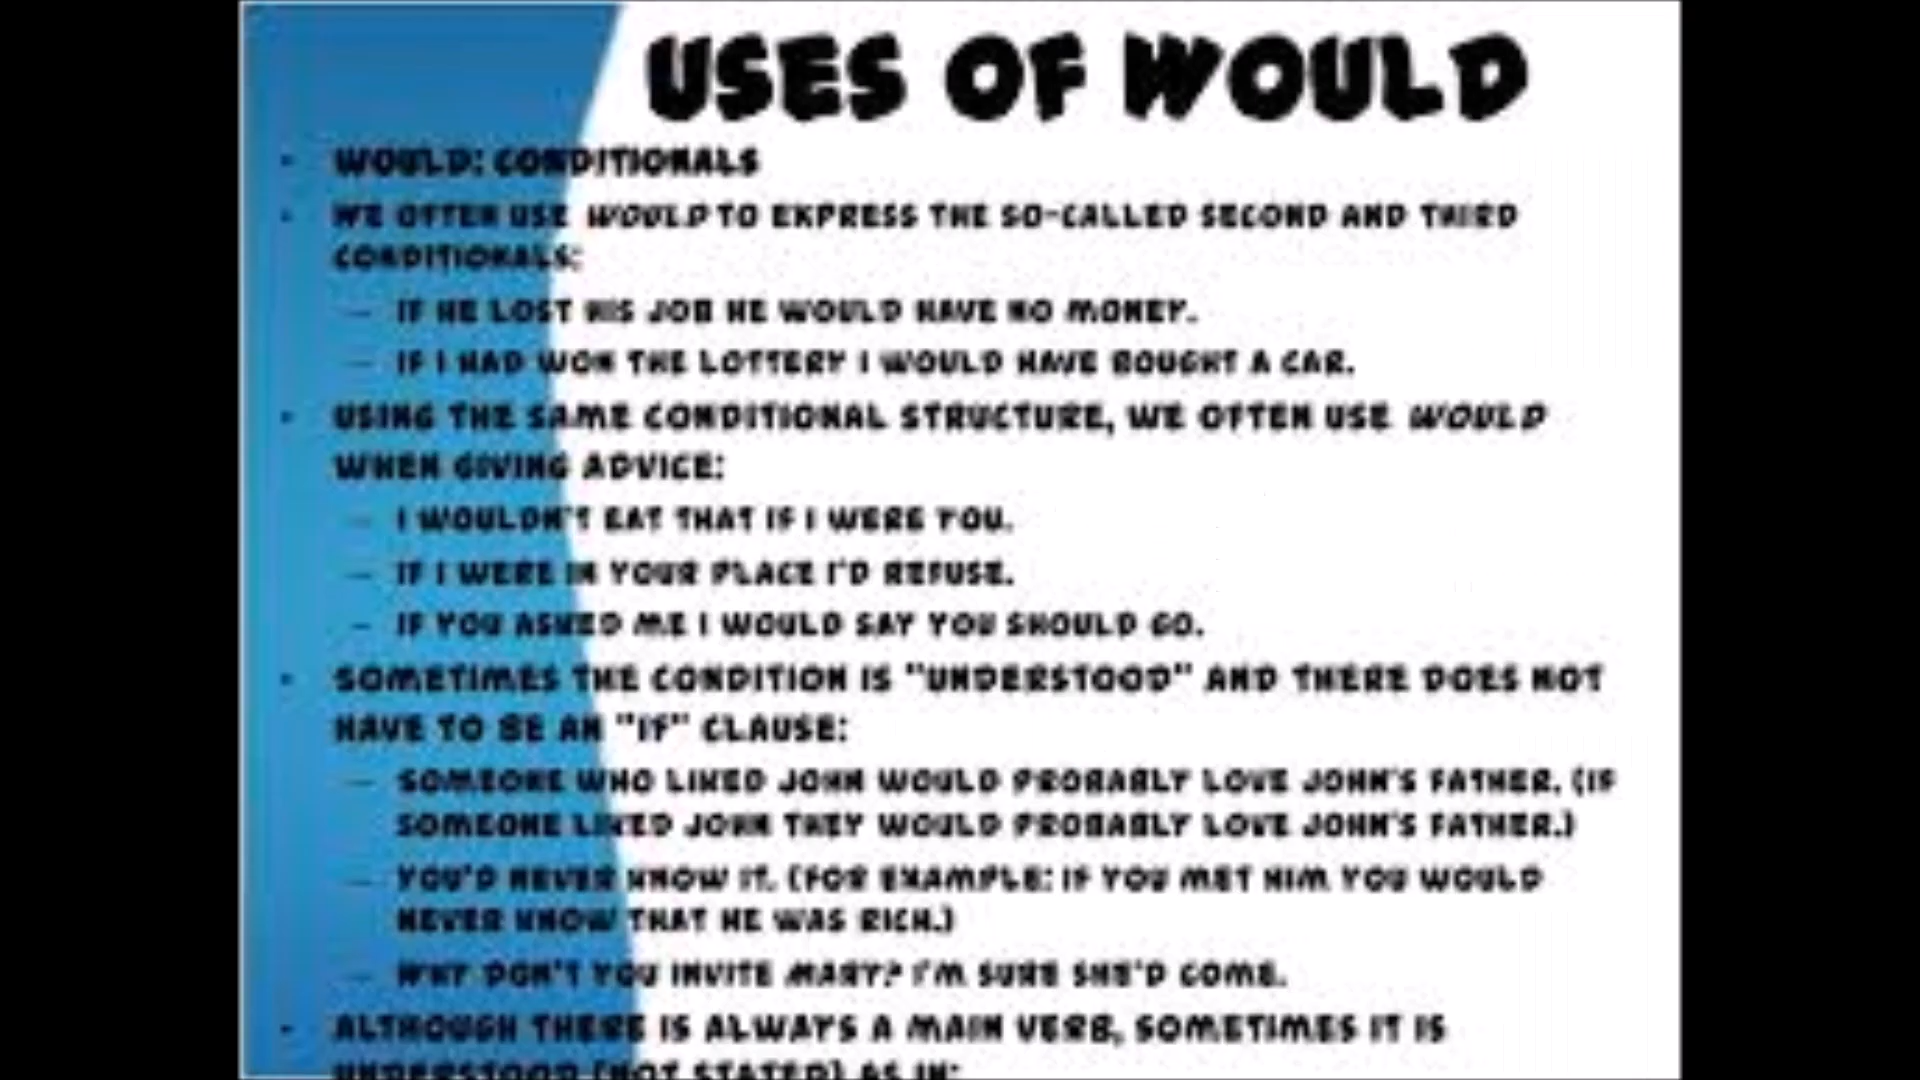 USES OF WOULD
• WOULD: CONDITIONALS
• WE OFTEN USE WOULD TO EXPRESS THE SO-CALLED SECOND AND THIRD
CONDITIONALS:
– IF HE LOST HIS JOB HE WOULD HAVE NO MONEY.
– IF I HAD WON THE LOTTERY I WOULD HAVE BOUGHT A CAR.
• USING THE SAME CONDITIONAL STRUCTURE, WE OFTEN USE WOULD
WHEN GIVING ADVICE:
– I WOULDN'T EAT THAT IF I WERE YOU.
– IF I WERE IN YOUR PLACE I'D REFUSE.
– IF YOU ASKED ME I WOULD SAY YOU SHOULD GO.
• SOMETIMES THE CONDITION IS "UNDERSTOOD" AND THERE DOES NOT
HAVE TO BE AN "IF" CLAUSE:
– SOMEONE WHO LIKED JOHN WOULD PROBABLY LOVE JOHN'S FATHER. (IF
SOMEONE LIKED JOHN THEY WOULD PROBABLY LOVE JOHN'S FATHER.)
– YOU'D NEVER KNOW IT. (FOR EXAMPLE: IF YOU MET HIM YOU WOULD
NEVER KNOW THAT HE WAS RICH.)
– WHY DON'T YOU INVITE MARY? I'M SURE SHE'D COME.
• ALTHOUGH THERE IS ALWAYS A MAIN VERB, SOMETIMES IT IS
UNDERSTOOD (NOT STATED) AS IN: